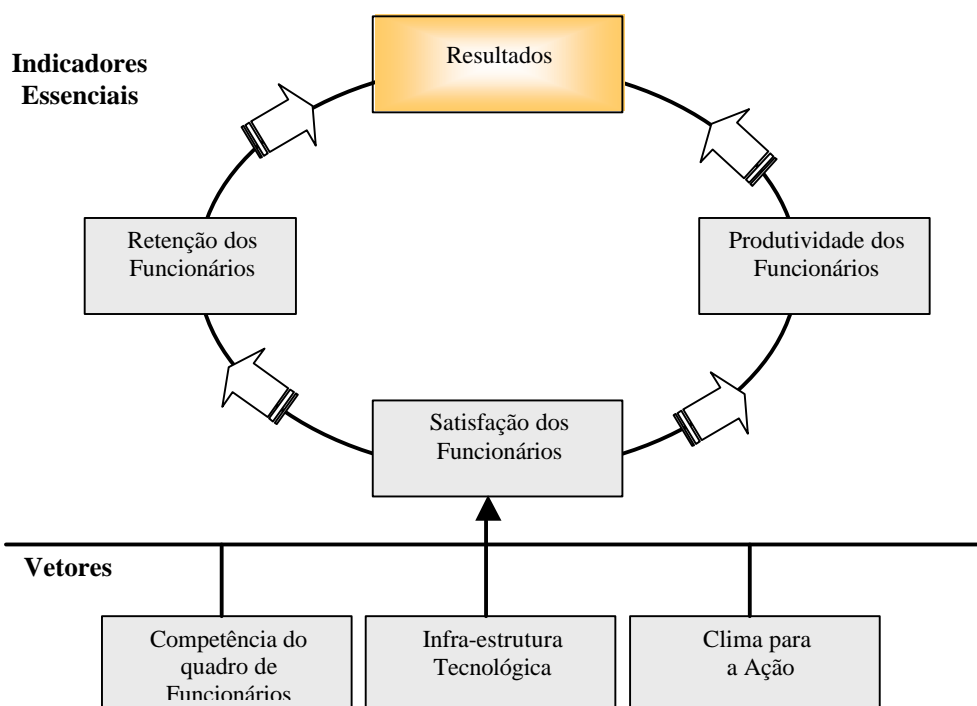 Resultados
Indicadores
Essenciais
Retenção dos
Funcionários
Produtividade dos
Funcionários
Satisfação dos
Funcionários
Vetores
Competência do
quadro de
Funcionários
Infra-estrutura
Tecnológica
Clima para
a Ação